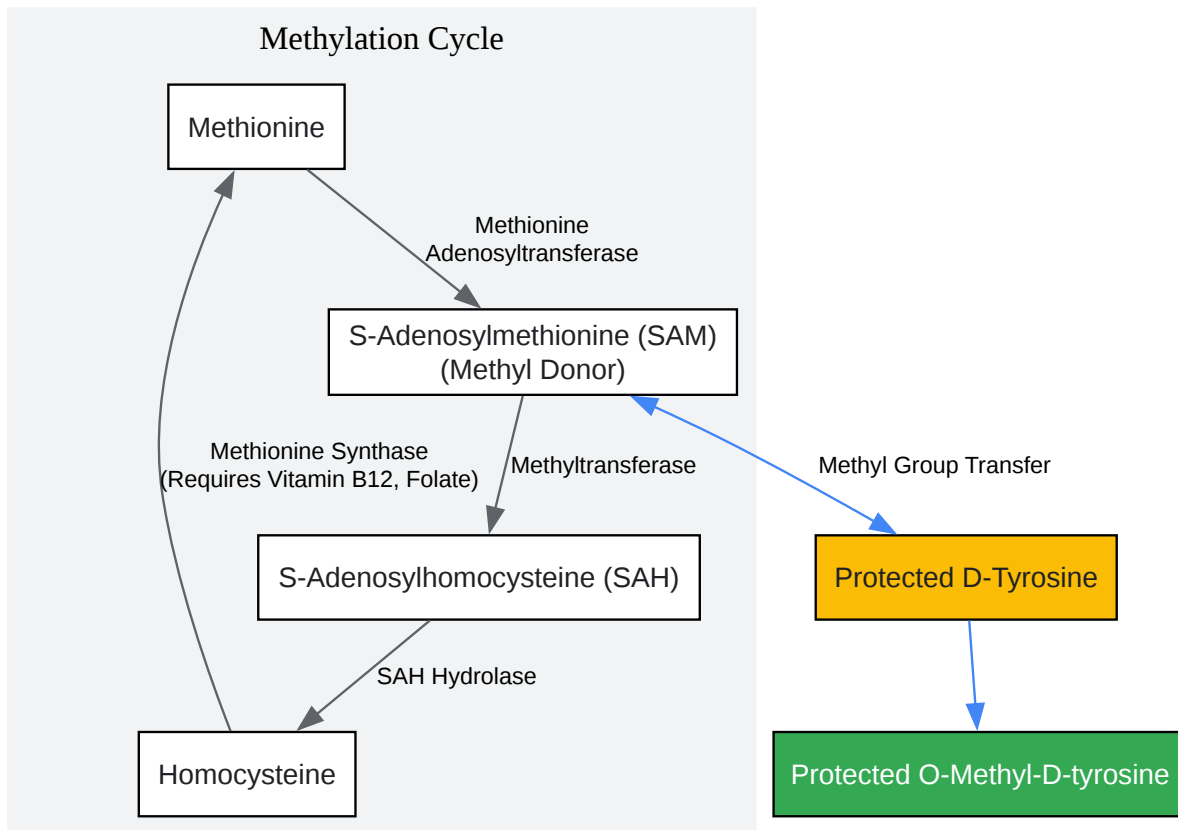 Methylation Cycle
Methionine
Methionine
Adenosyltransferase
S-Adenosylmethionine (SAM)
(Methyl Donor)
Methionine Synthase
(Requires Vitamin B12, Folate)
Methyltransferase
Methyl Group Transfer
S-Adenosylhomocysteine (SAH)
Protected D-Tyrosine
SAH Hydrolase
Homocysteine
Protected O-Methyl-D-tyrosine